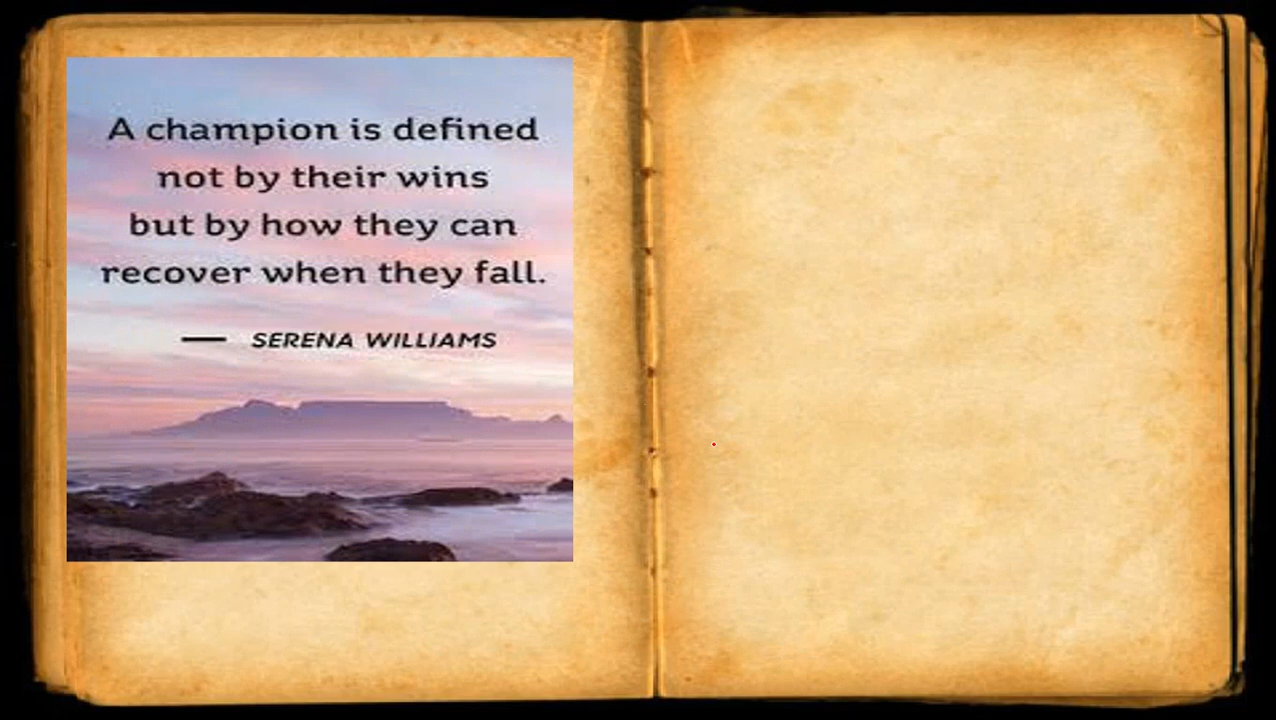 A champion is defined
not by their wins
but by how they can
recover when they fall.
— SERENA WILLIAMS